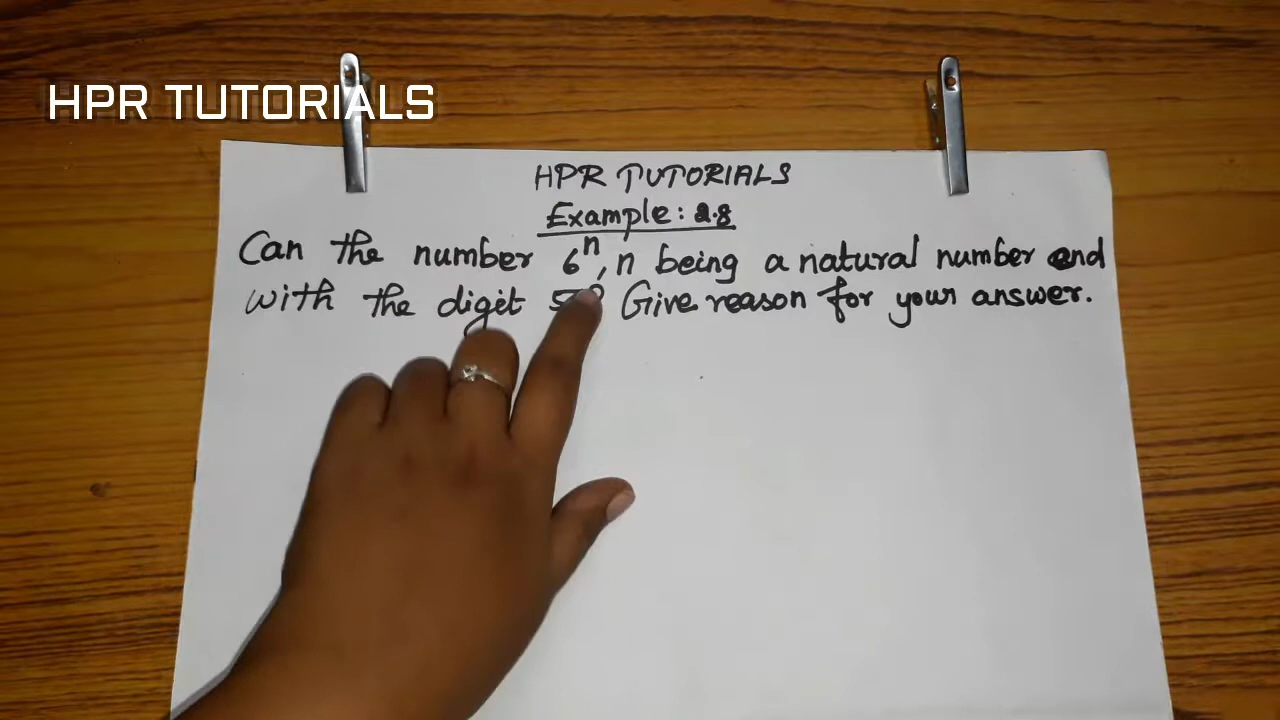 HPR TUTORIALS
HPR TUTORIALS
Example: 2.8
Can the number 6ⁿ, n being a natural number end
with the digit 5? Give reason for your answer.